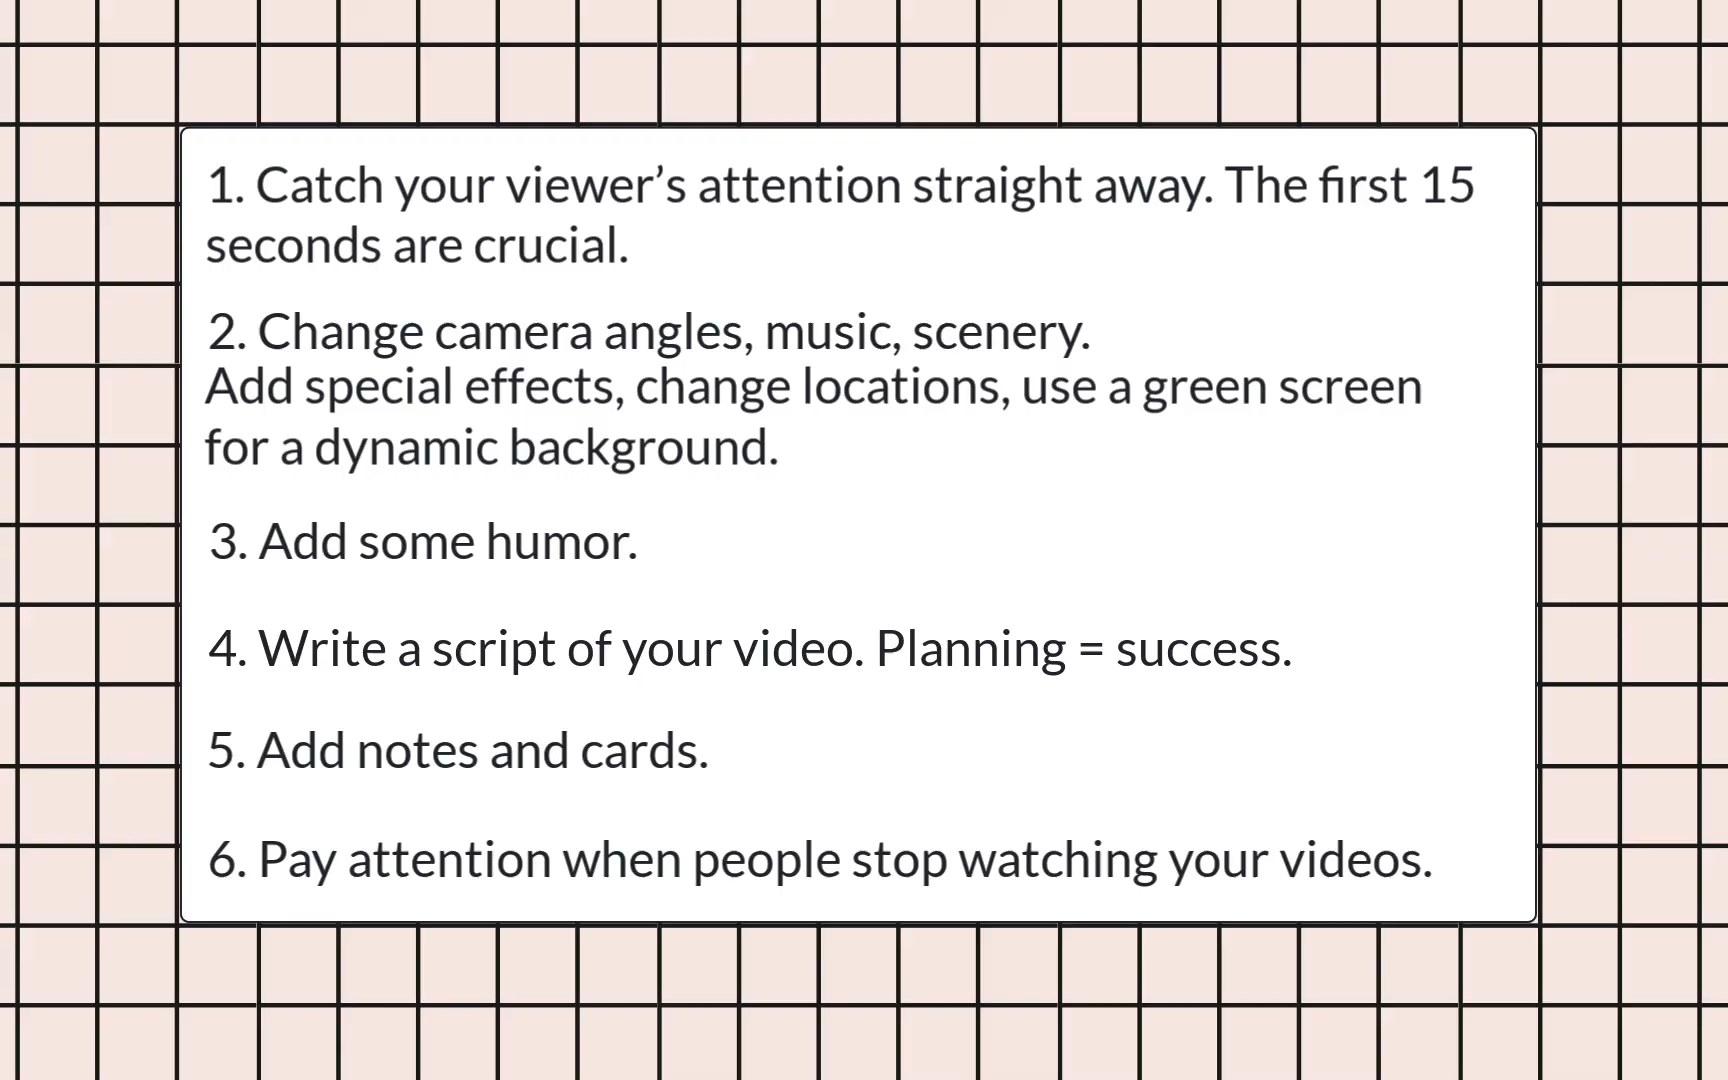 1. Catch your viewer’s attention straight away. The first 15
seconds are crucial.
2. Change camera angles, music, scenery.
Add special effects, change locations, use a green screen
for a dynamic background.
3. Add some humor.
4. Write a script of your video. Planning = success.
5. Add notes and cards.
6. Pay attention when people stop watching your videos.